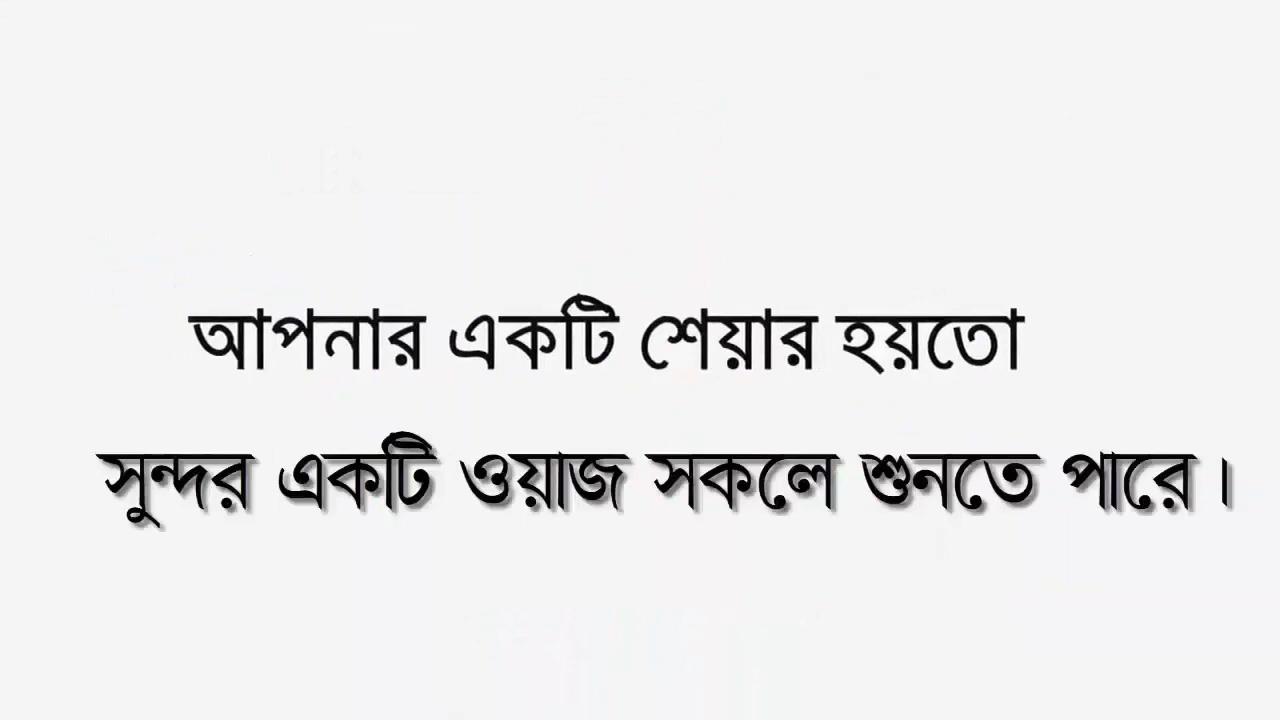 আপনার একটি শেয়ার হয়তো
সুন্দর একটি ওয়াজ সকলে শুনতে পারে।